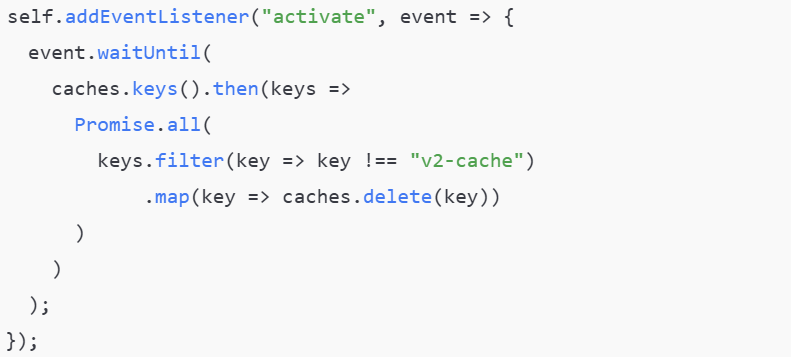 self.addEventListener("activate", event => {
  event.waitUntil(
    caches.keys().then(keys =>
      Promise.all(
        keys.filter(key => key !== "v2-cache")
            .map(key => caches.delete(key))
      )
    )
  );
});